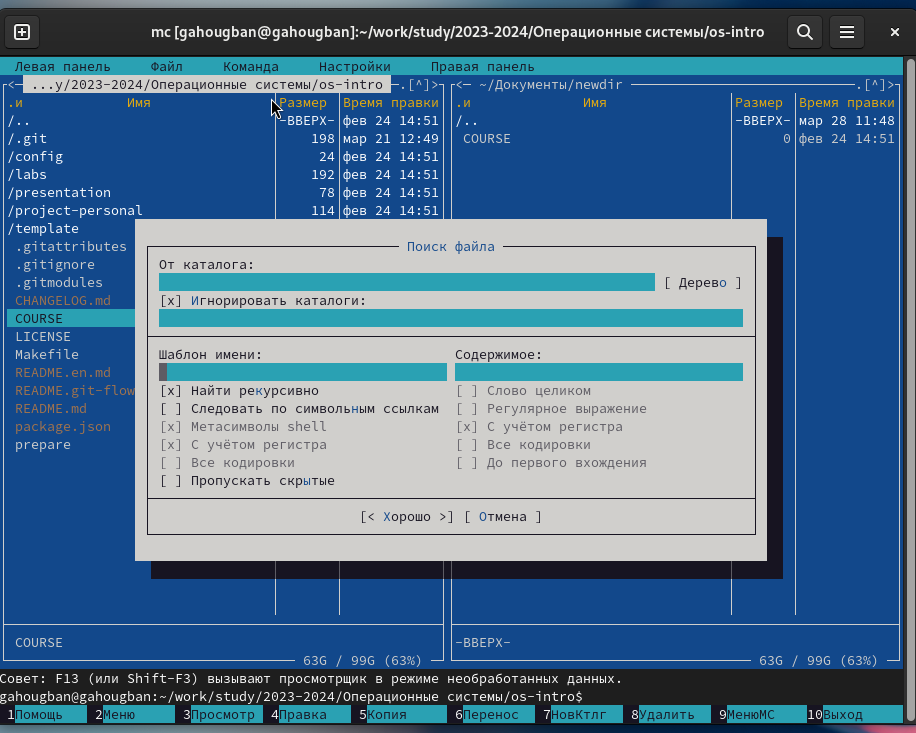 mc [gahougban@gahougban]:~/work/study/2023-2024/Операционные системы/os-intro
Левая панель Файл Команда Настройки Правая панель
<- ...y/2023-2024/Операционные системы/os-intro -.[^]>
.и Имя Размер Время правки
/.. -ВВЕРХ- фев 24 14:51
/.git 198 мар 21 12:49
/config 24 фев 24 14:51
/labs 192 фев 24 14:51
/presentation 78 фев 24 14:51
/project-personal 114 фев 24 14:51
/template
.gitattributes
.gitignore
.gitmodules
CHANGELOG.md
COURSE
LICENSE
Makefile
README.en.md
README.git-flow
README.md
package.json
prepare
COURSE
63G / 99G (63%)
<- ~/Документы/newdir .[^]>
.и Имя Размер Время правки
/.. -ВВЕРХ- мар 28 11:48
COURSE 0 фев 24 14:51
-ВВЕРХ-
63G / 99G (63%)
Поиск файла
От каталога:
[ Дерево ]
[x] Игнорировать каталоги:
Шаблон имени:
[x] Найти рекурсивно
[ ] Следовать по символьным ссылкам
[x] Метасимволы shell
[x] С учётом регистра
[ ] Все кодировки
[ ] Пропускать скрытые
Содержимое:
[ ] Слово целиком
[ ] Регулярное выражение
[x] С учётом регистра
[ ] Все кодировки
[ ] До первого вхождения
[< Хорошо >] [ Отмена ]
Совет: F13 (или Shift-F3) вызывают просмотрщик в режиме необработанных данных.
gahougban@gahougban:~/work/study/2023-2024/Операционные системы/os-intro$
1Помощь 2Меню 3Просмотр 4Правка 5Копия 6Перенос 7НовКтлг 8Удалить 9МенюMC 10Выход